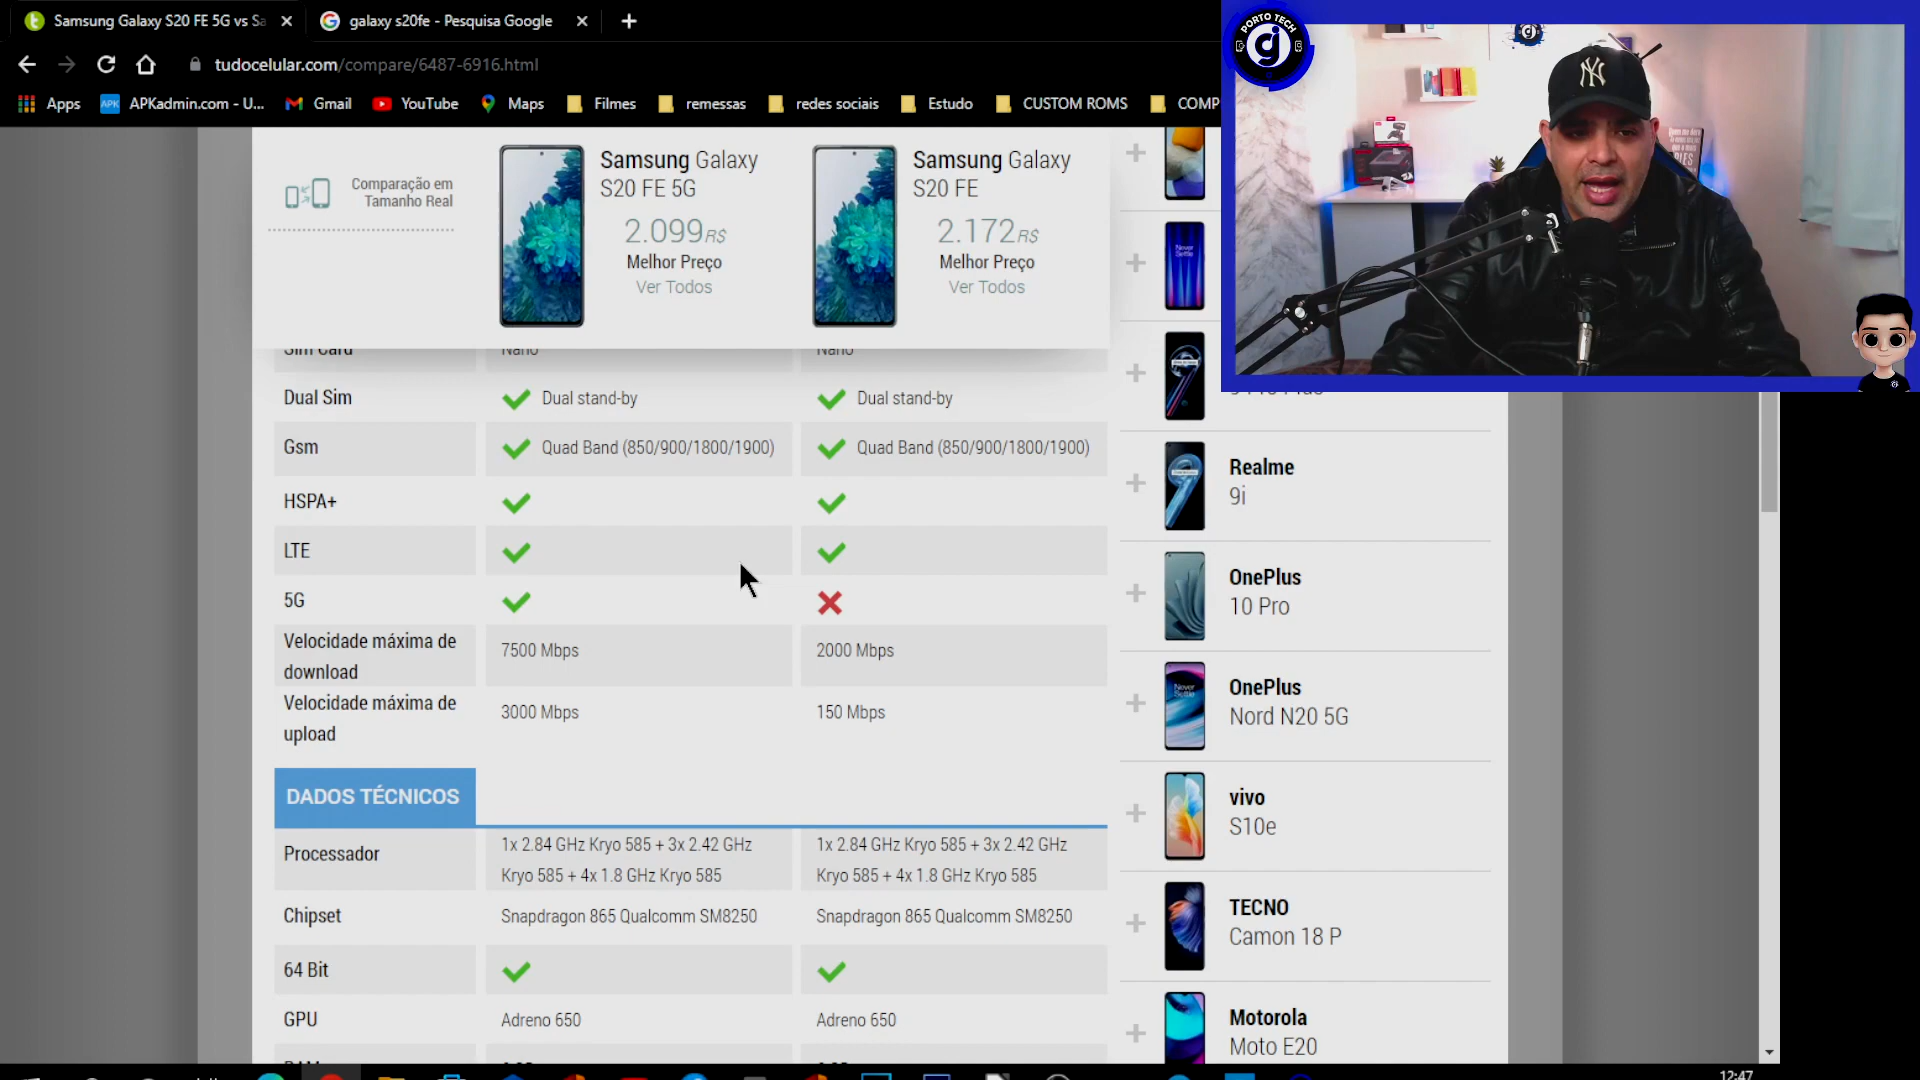 Samsung Galaxy S20 FE 5G vs Sa
galaxy s20fe - Pesquisa Google
tudocelular.com/compare/6487-6916.html
Apps
APKadmin.com - U...
Gmail
YouTube
Maps
Filmes
remessas
redes sociais
Estudo
CUSTOM ROMS
COMP
PORTO TECH
Comparação em
Tamanho Real
Samsung Galaxy
S20 FE 5G
2.099 R$
Melhor Preço
Ver Todos
Samsung Galaxy
S20 FE
2.172 R$
Melhor Preço
Ver Todos
Sim Card Nano Nano
Dual Sim Dual stand-by Dual stand-by
Gsm Quad Band (850/900/1800/1900) Quad Band (850/900/1800/1900)
HSPA+
LTE
5G
Velocidade máxima de
download
7500 Mbps 2000 Mbps
Velocidade máxima de
upload
3000 Mbps 150 Mbps
DADOS TÉCNICOS
Processador
1x 2.84 GHz Kryo 585 + 3x 2.42 GHz
Kryo 585 + 4x 1.8 GHz Kryo 585
1x 2.84 GHz Kryo 585 + 3x 2.42 GHz
Kryo 585 + 4x 1.8 GHz Kryo 585
Chipset Snapdragon 865 Qualcomm SM8250 Snapdragon 865 Qualcomm SM8250
64 Bit
GPU Adreno 650 Adreno 650
Realme
9i
OnePlus
10 Pro
OnePlus
Nord N20 5G
vivo
S10e
TECNO
Camon 18 P
Motorola
Moto E20
12:47